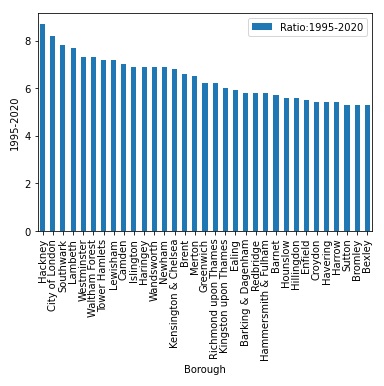 Ratio:1995-2020
8
6
4
2
0
1995-2020
Hackney
City of London
Southwark
Lambeth
Westminster
Waltham Forest
Tower Hamlets
Lewisham
Camden
Islington
Haringey
Wandsworth
Newham
Kensington & Chelsea
Brent
Merton
Greenwich
Richmond upon Thames
Kingston upon Thames
Ealing
Barking & Dagenham
Redbridge
Hammersmith & Fulham
Barnet
Hounslow
Hillingdon
Enfield
Croydon
Havering
Harrow
Sutton
Bromley
Bexley
Borough